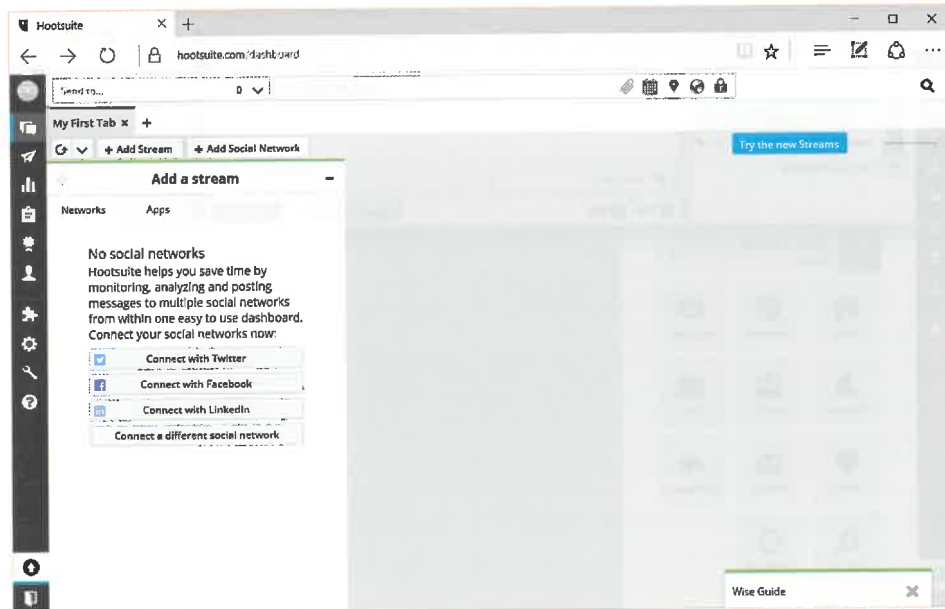 Hootsuite
hootsuite.com/dashboard
Send to... 0
My First Tab × +
+ Add Stream + Add Social Network
Try the new Streams
Add a stream
Networks Apps
No social networks
Hootsuite helps you save time by
monitoring, analyzing and posting
messages to multiple social networks
from within one easy to use dashboard.
Connect your social networks now:
Connect with Twitter
f Connect with Facebook
in Connect with LinkedIn
Connect a different social network
Wise Guide